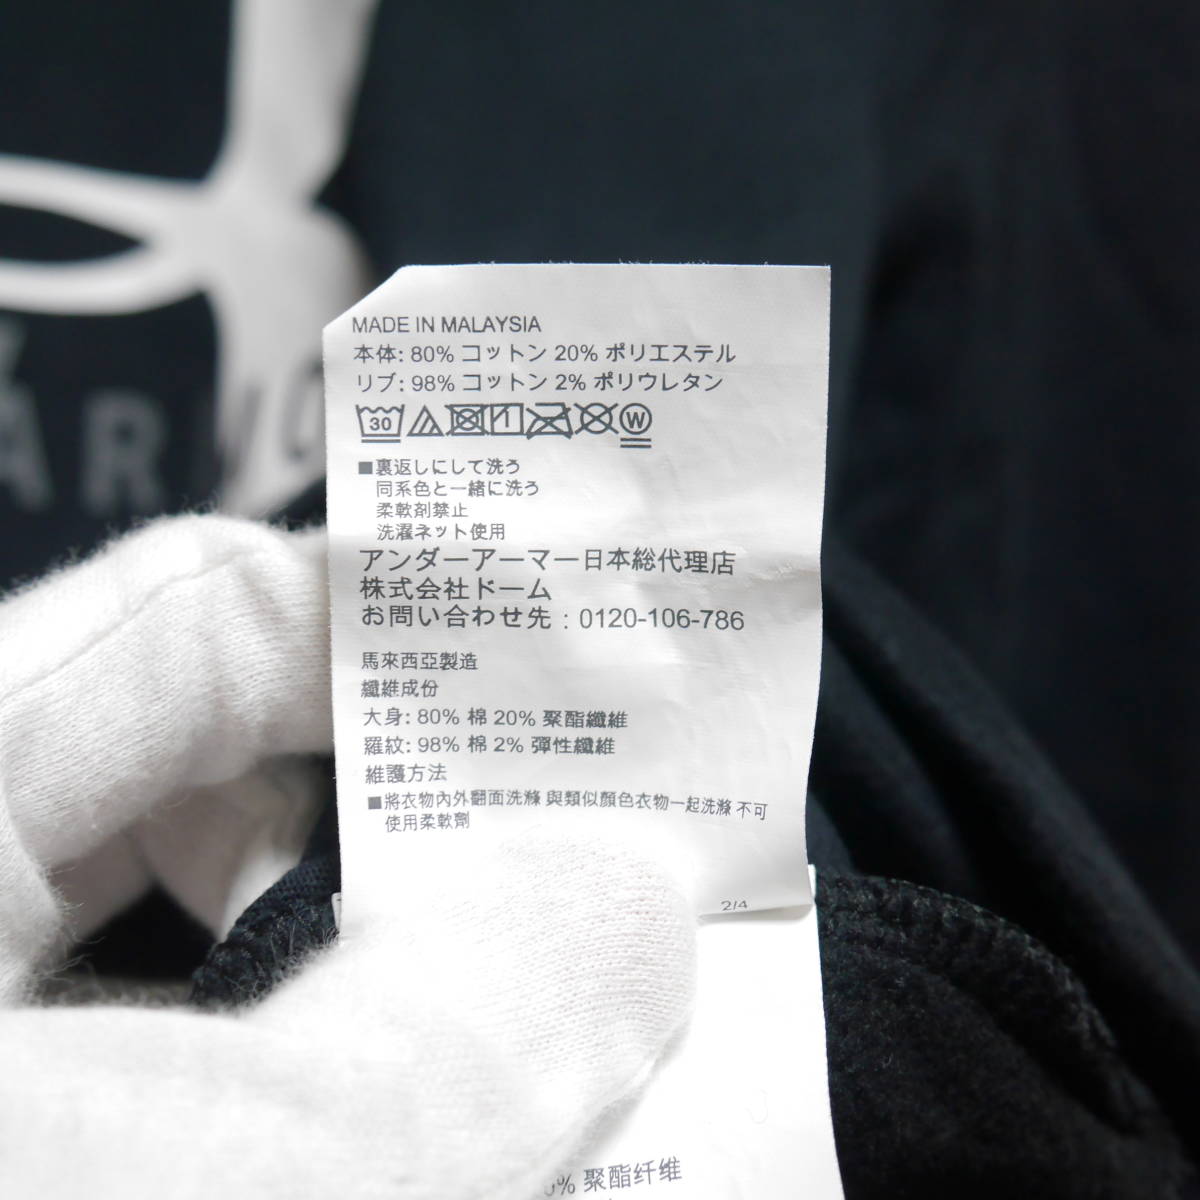 MADE IN MALAYSIA
本体: 80% コットン 20% ポリエステル
リブ: 98% コットン 2% ポリウレタン
30 W
■裏返しにして洗う
同系色と一緒に洗う
柔軟剤禁止
洗濯ネット使用
アンダーアーマー日本総代理店
株式会社ドーム
お問い合わせ先 : 0120-106-786
馬來西亞製造
纖維成份
大身: 80% 棉 20% 聚酯纖維
羅紋: 98% 棉 2% 彈性纖維
維護方法
■將衣物內外翻面洗滌 與類似顏色衣物一起洗滌 不可
使用柔軟劑
2/4
% 聚酯纤维